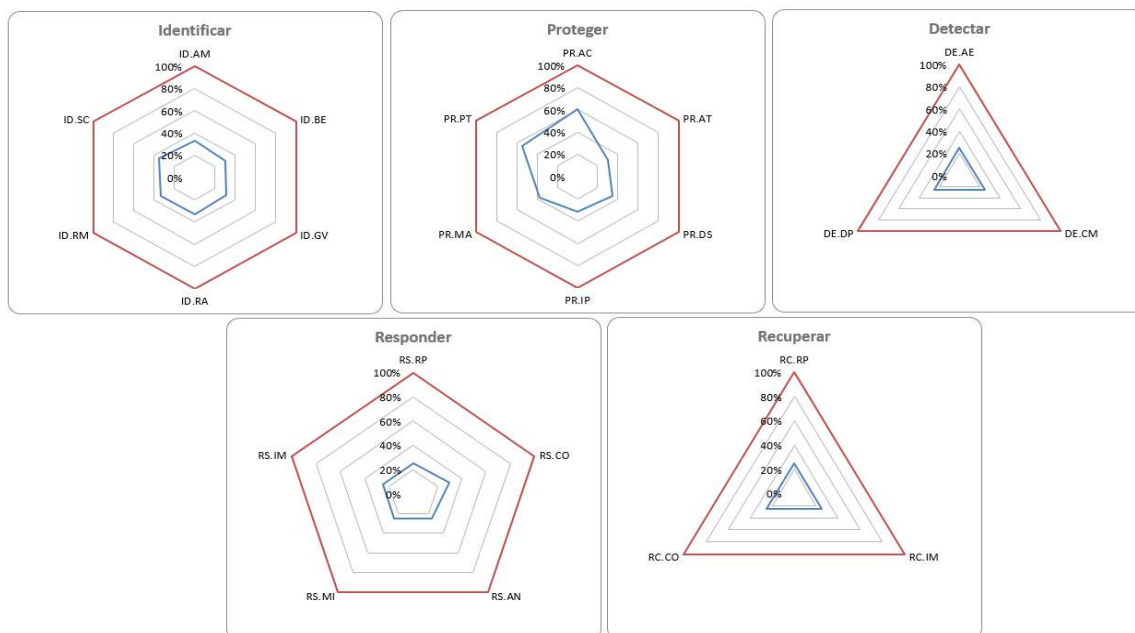 Identificar
ID.AM
100%
80%
60%
40%
20%
0%
ID.BE
ID.GV
ID.RA
ID.RM
ID.SC
Proteger
PR.AC
100%
80%
60%
40%
20%
0%
PR.AT
PR.DS
PR.IP
PR.MA
PR.PT
Detectar
DE.AE
100%
80%
60%
40%
20%
0%
DE.CM
DE.DP
Responder
RS.RP
100%
80%
60%
40%
20%
0%
RS.CO
RS.AN
RS.MI
RS.IM
Recuperar
RC.RP
100%
80%
60%
40%
20%
0%
RC.IM
RC.CO